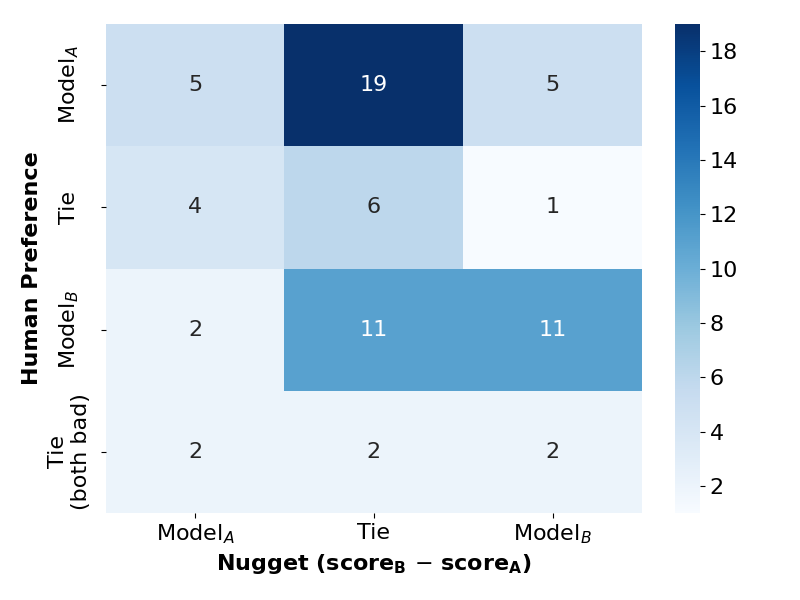 Human Preference
Model_A
5 19 5
Tie
4 6 1
Model_B
2 11 11
Tie
(both bad)
2 2 2
Model_A Tie Model_B
Nugget (score_B − score_A)
18
16
14
12
10
8
6
4
2